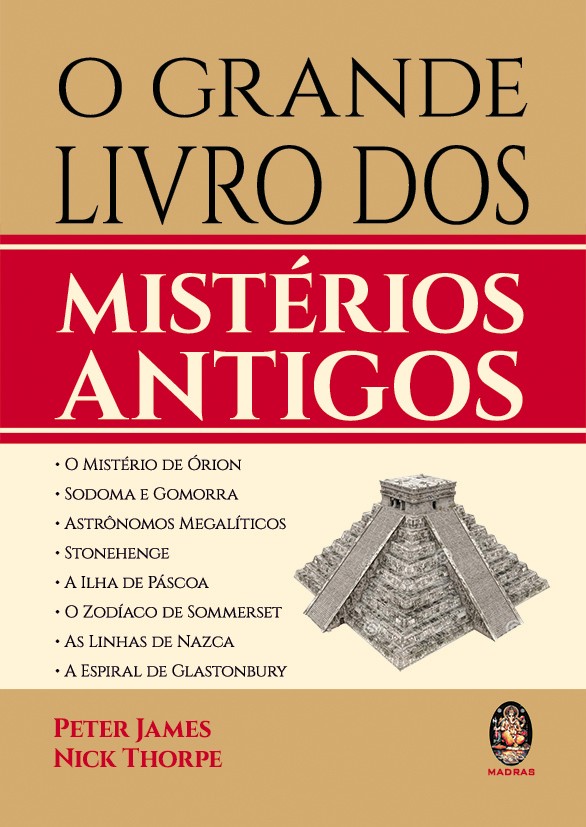 O GRANDE
LIVRO DOS
MISTÉRIOS
ANTIGOS
• O MISTÉRIO DE ÓRION
• SODOMA E GOMORRA
• ASTRÔNOMOS MEGALÍTICOS
• STONEHENGE
• A ILHA DE PÁSCOA
• O ZODÍACO DE SOMMERSET
• AS LINHAS DE NAZCA
• A ESPIRAL DE GLASTONBURY
PETER JAMES
NICK THORPE
MADRAS